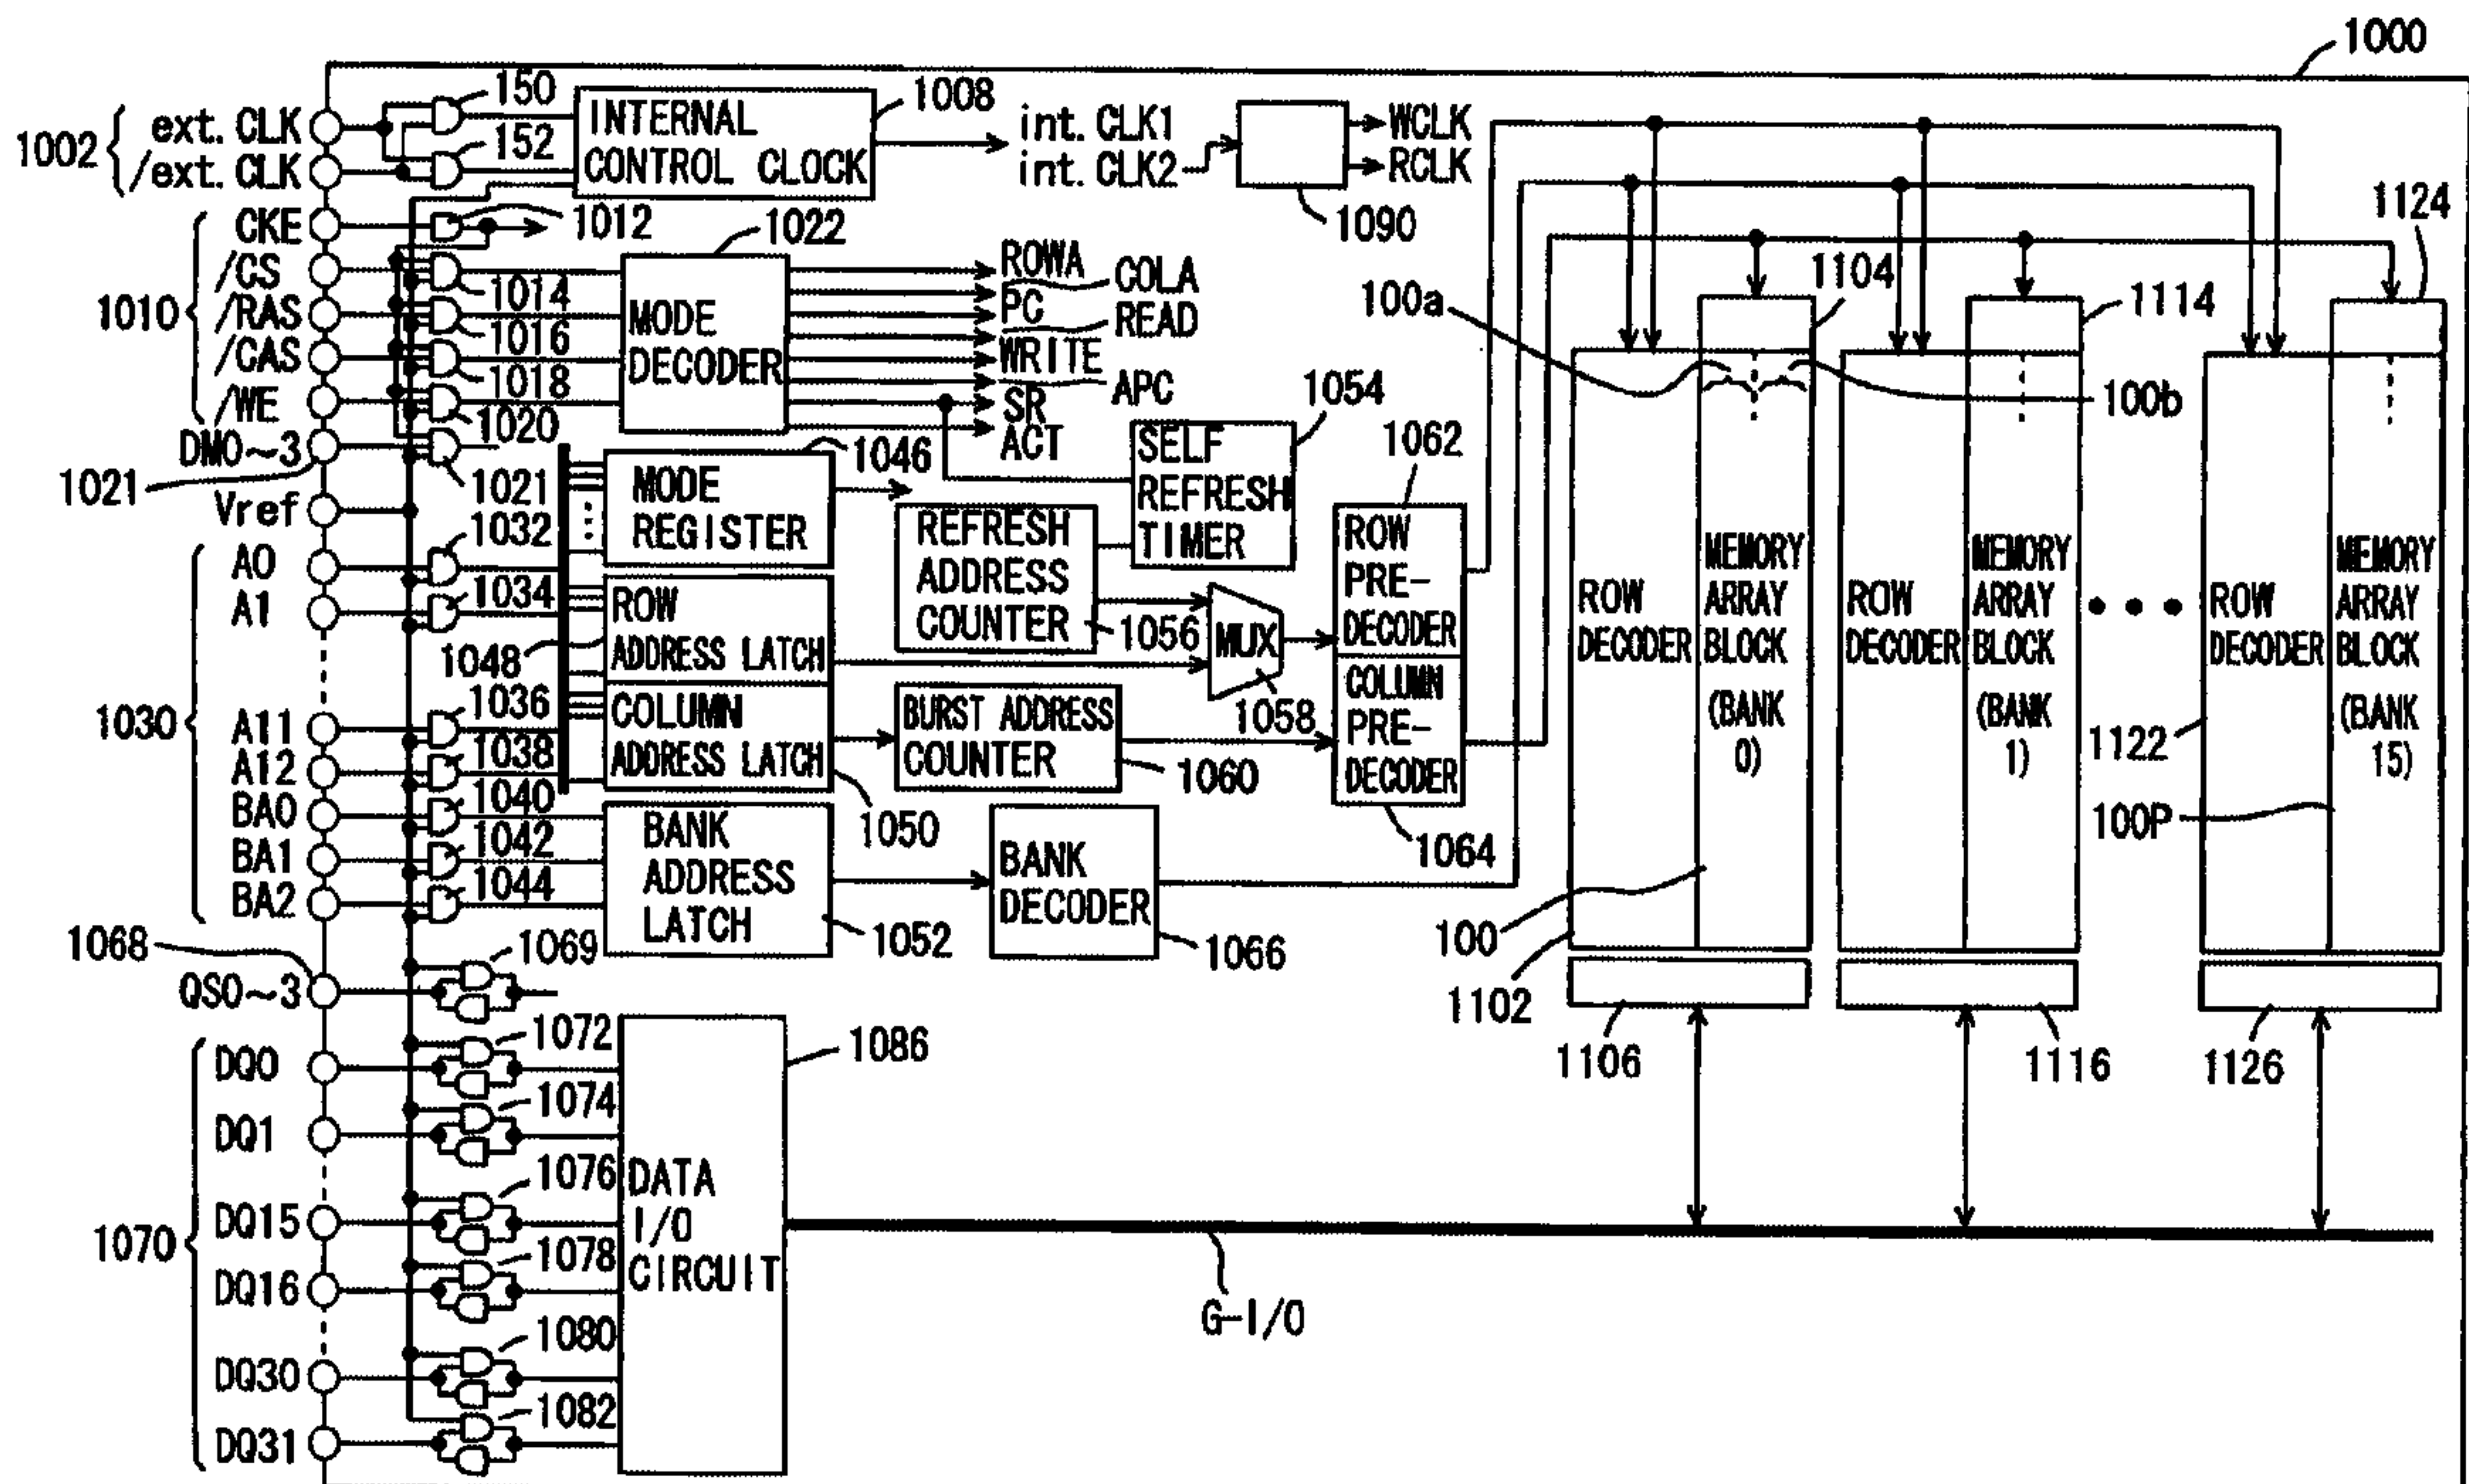 1000
1002
ext. CLK
/ext. CLK
150
152
INTERNAL
CONTROL CLOCK
1008
int. CLK1
int. CLK2
WCLK
RCLK
1090
1010
CKE
/CS
/RAS
/CAS
/WE
DM0~3
1021
Vref
1012
1014
1016
1018
1020
1021
1022
MODE
DECODER
ROWA
COLA
PC
READ
WRITE
APC
SR
ACT
1054
SELF
REFRESH
TIMER
1046
MODE
REGISTER
REFRESH
ADDRESS
COUNTER
1056
1030
A0
A1
A11
A12
BA0
BA1
BA2
1032
1034
1036
1038
1040
1042
1044
1048
ROW
ADDRESS LATCH
COLUMN
ADDRESS LATCH
1050
MUX
1058
BURST ADDRESS
COUNTER
1060
1062
ROW
PRE-
DECODER
COLUMN
PRE-
DECODER
1064
BANK
ADDRESS
LATCH
1052
BANK
DECODER
1066
1068
QS0~3
1069
1070
DQ0
DQ1
DQ15
DQ16
DQ30
DQ31
1072
1074
1076
1078
1080
1082
DATA
I/O
CIRCUIT
1086
G-I/O
100a
1104
100b
1114
1124
ROW
DECODER
MEMORY
ARRAY
BLOCK
(BANK
0)
ROW
DECODER
MEMORY
ARRAY
BLOCK
(BANK
1)
ROW
DECODER
MEMORY
ARRAY
BLOCK
(BANK
15)
1122
100P
100
1102
1106
1116
1126